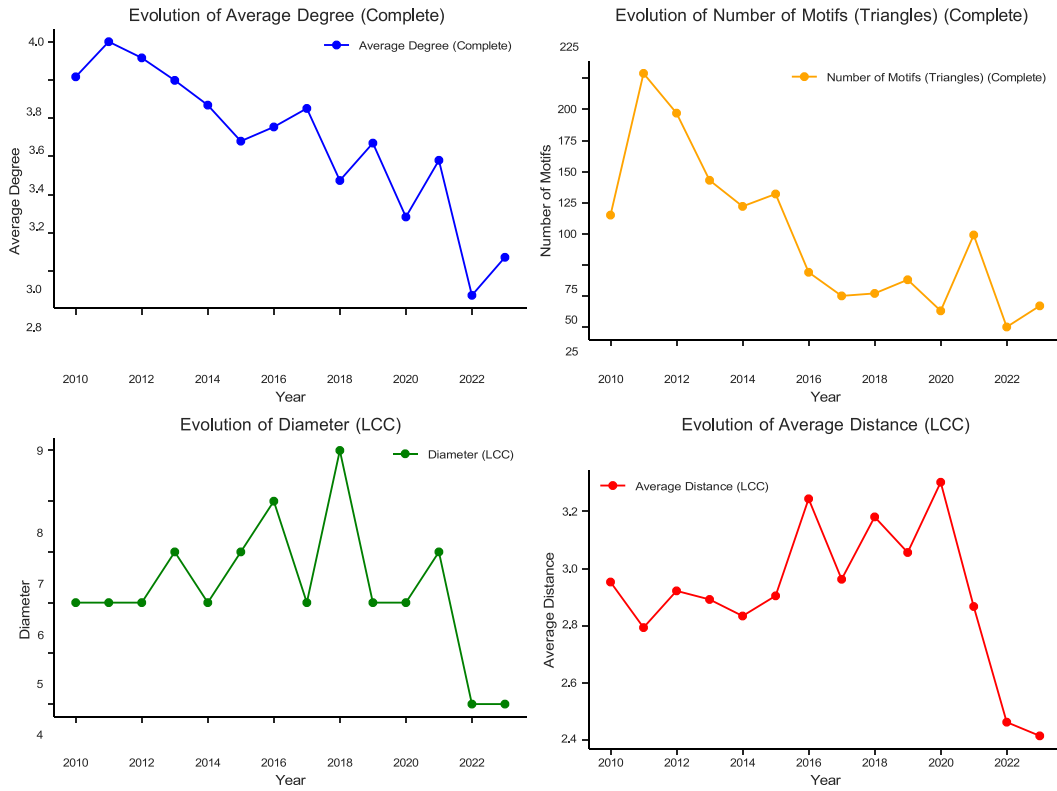 Evolution of Average Degree (Complete)
4.0
3.8
3.6
3.4
3.2
3.0
2.8
Average Degree
Average Degree (Complete)
2010 2012 2014 2016 2018 2020 2022
Year
Evolution of Number of Motifs (Triangles) (Complete)
225
200
175
150
125
100
75
50
25
Number of Motifs
Number of Motifs (Triangles) (Complete)
2010 2012 2014 2016 2018 2020 2022
Year
Evolution of Diameter (LCC)
9
8
7
6
5
4
Diameter
Diameter (LCC)
2010 2012 2014 2016 2018 2020 2022
Year
Evolution of Average Distance (LCC)
3,2
3,0
2,8
2,6
2,4
Average Distance
Average Distance (LCC)
2010 2012 2014 2016 2018 2020 2022
Year